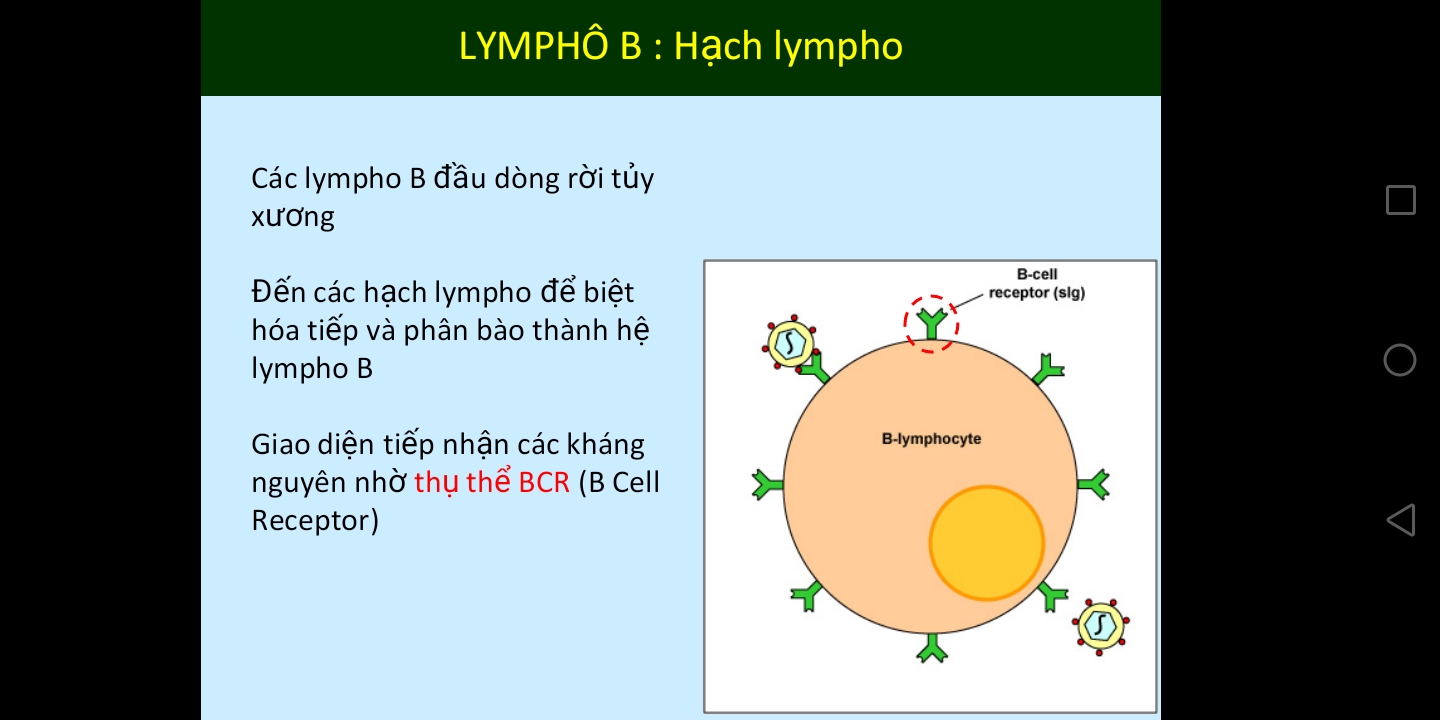 LYMPHÔ B : Hạch lympho
Các lympho B đầu dòng rời tủy
xương
Đến các hạch lympho để biệt
hóa tiếp và phân bào thành hệ
lympho B
Giao diện tiếp nhận các kháng
nguyên nhờ thụ thể BCR (B Cell
Receptor)
B-cell
receptor (sIg)
B-lymphocyte